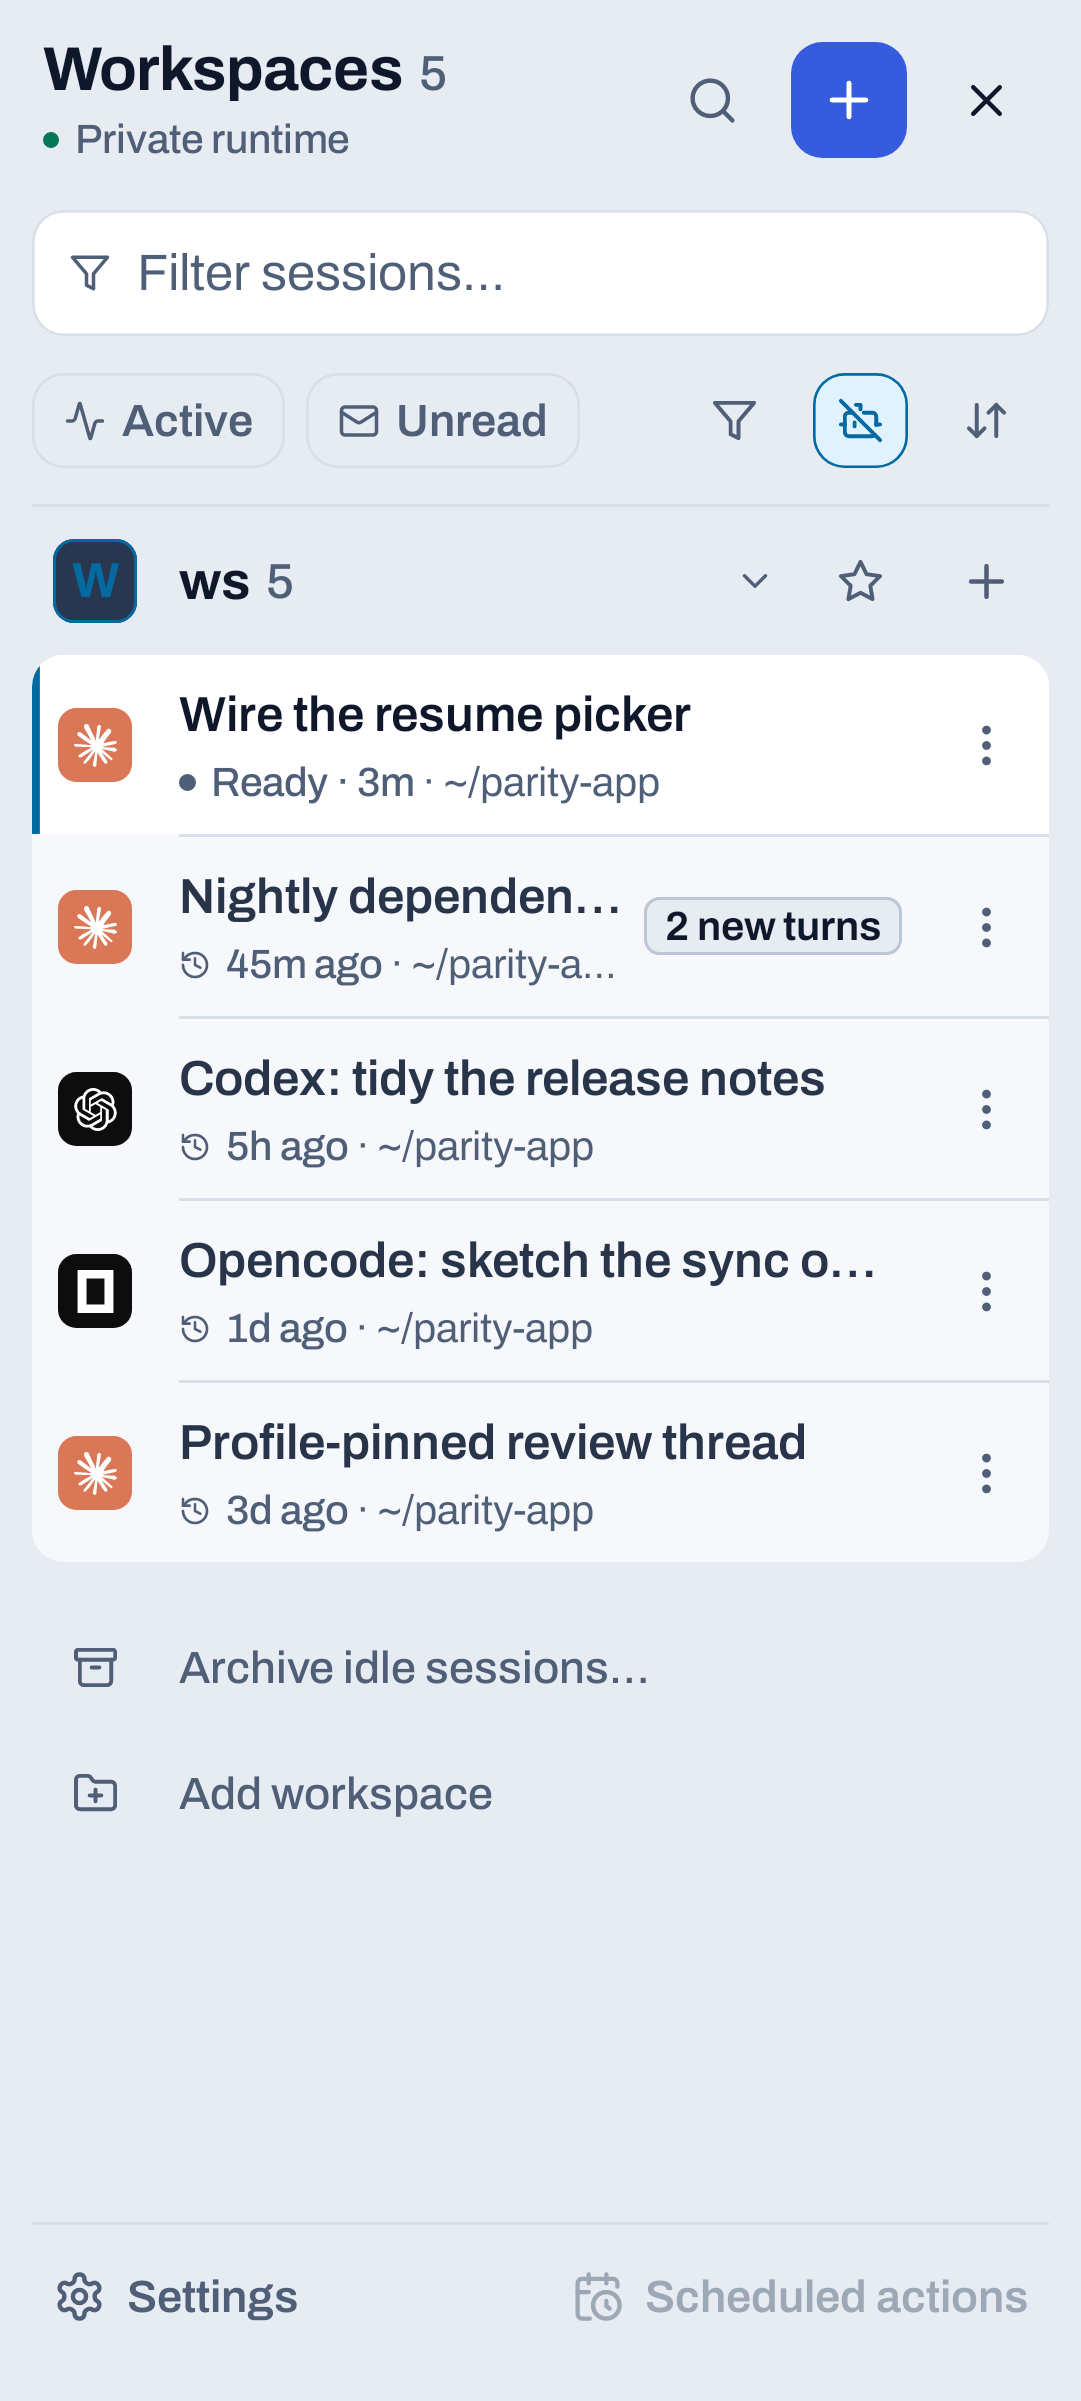 Workspaces 5
Private runtime
Filter sessions...
Active
Unread
W
ws 5
Wire the resume picker
Ready · 3m · ~/parity-app
Nightly dependen...
2 new turns
45m ago · ~/parity-a...
Codex: tidy the release notes
5h ago · ~/parity-app
Opencode: sketch the sync o...
1d ago · ~/parity-app
Profile-pinned review thread
3d ago · ~/parity-app
Archive idle sessions...
Add workspace
Settings
Scheduled actions